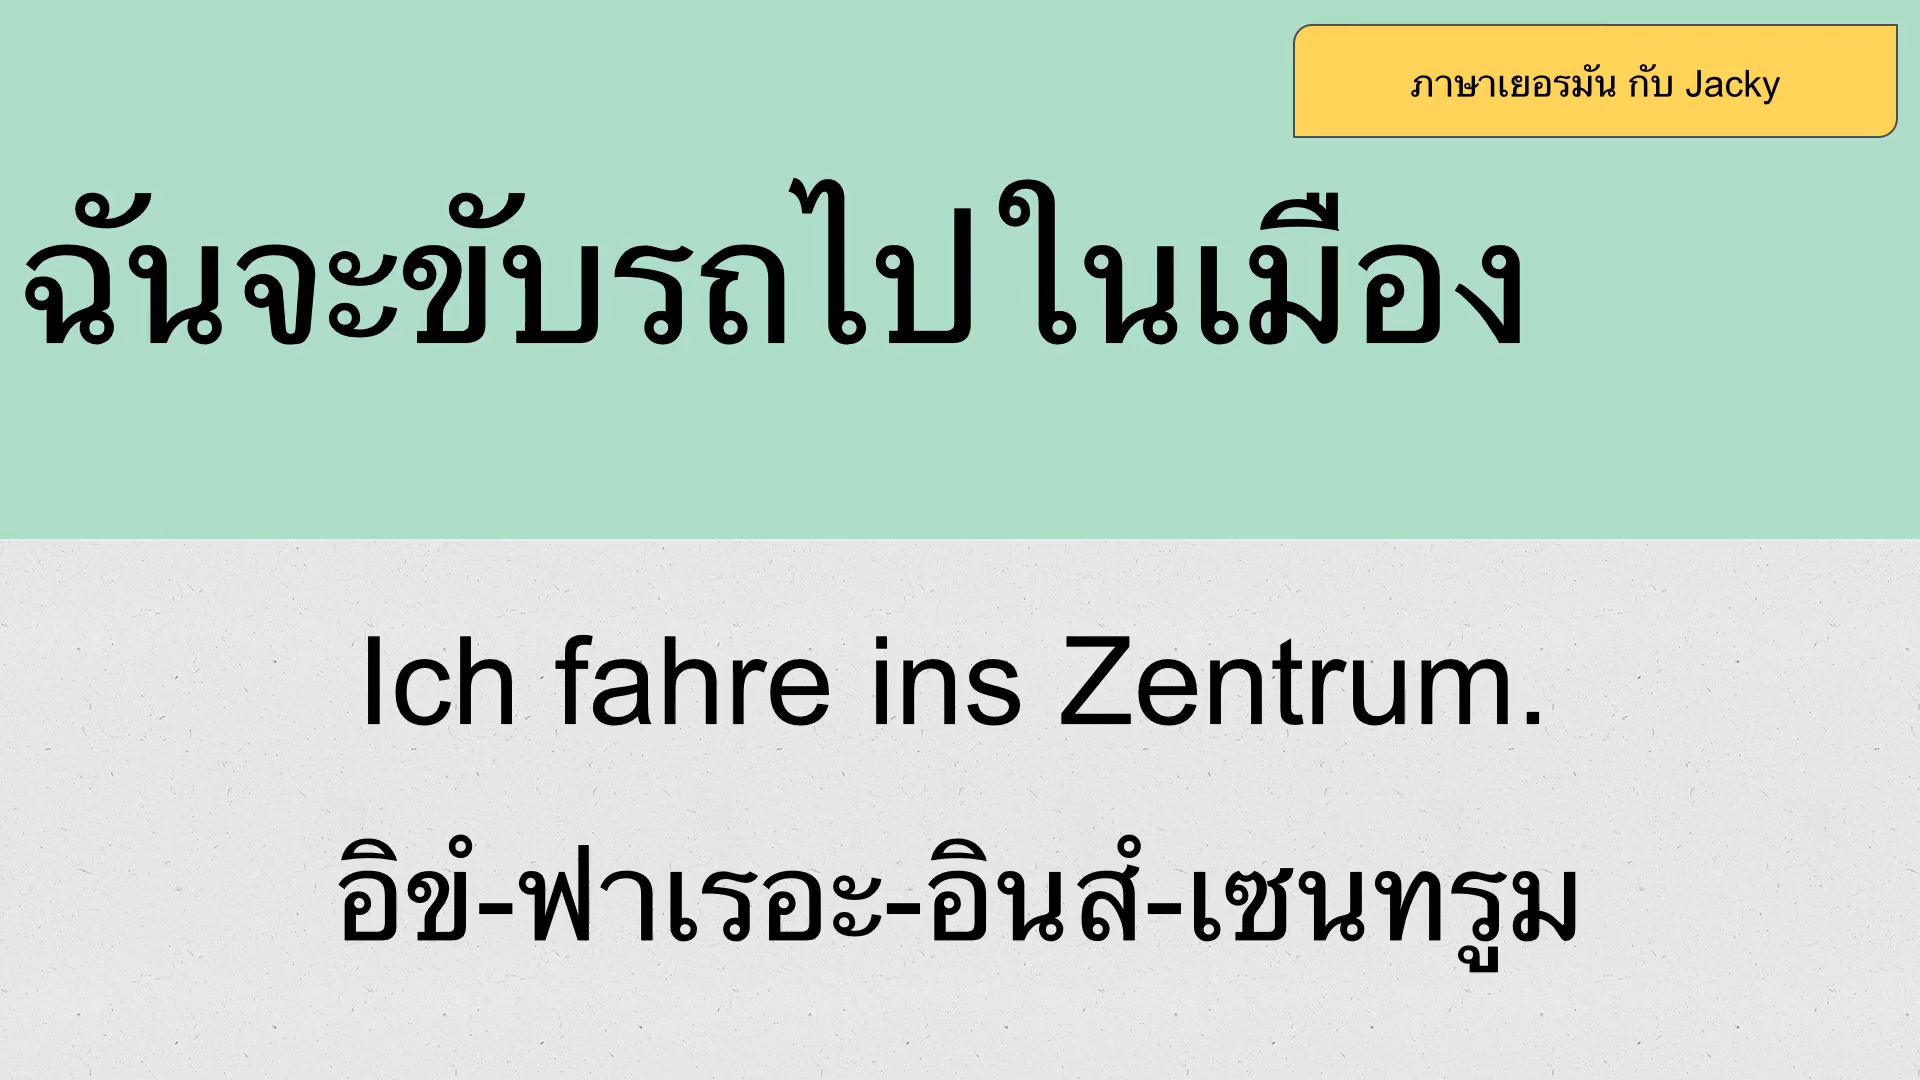 ภาษาเยอรมัน กับ Jacky
ฉันจะขับรถไป ในเมือง
Ich fahre ins Zentrum.
อิขํ-ฟาเรอะ-อินสํ-เซนทรูม